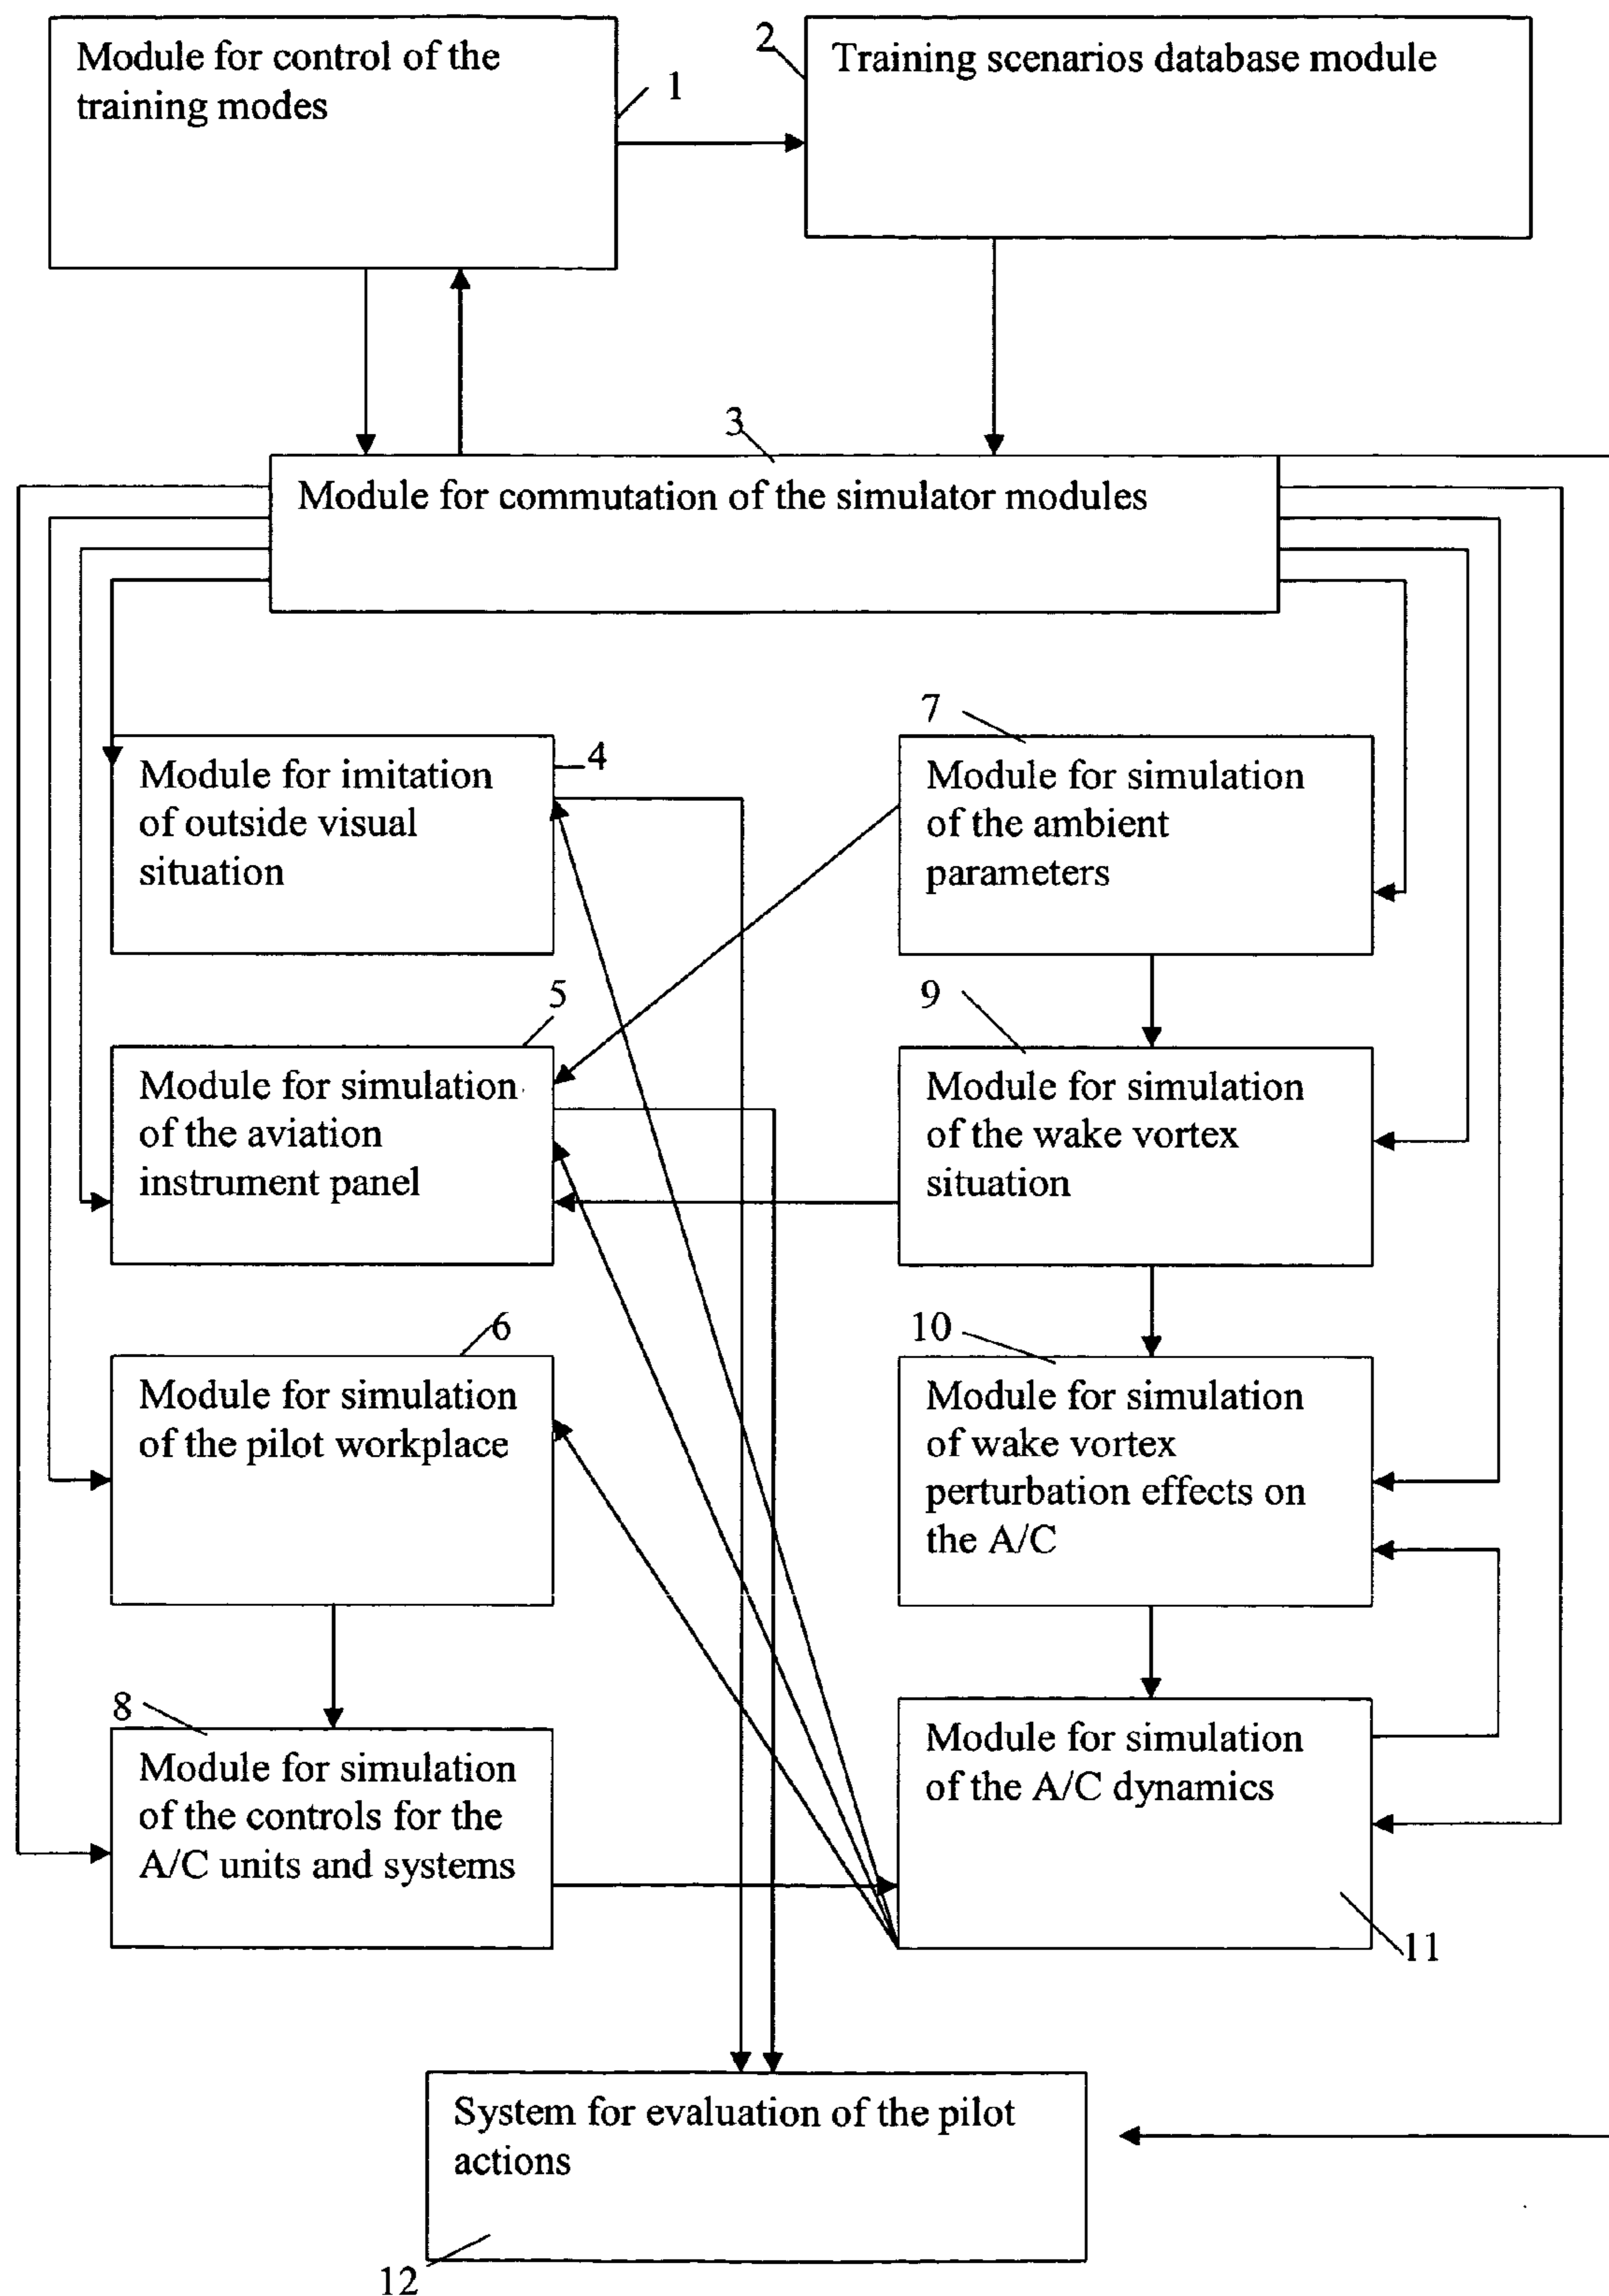 Module for control of the
training modes
1
2
Training scenarios database module
3
Module for commutation of the simulator modules
4
Module for imitation
of outside visual
situation
7
Module for simulation
of the ambient
parameters
5
Module for simulation
of the aviation
instrument panel
9
Module for simulation
of the wake vortex
situation
6
Module for simulation
of the pilot workplace
10
Module for simulation
of wake vortex
perturbation effects on
the A/C
8
Module for simulation
of the controls for the
A/C units and systems
Module for simulation
of the A/C dynamics
11
System for evaluation of the pilot
actions
12